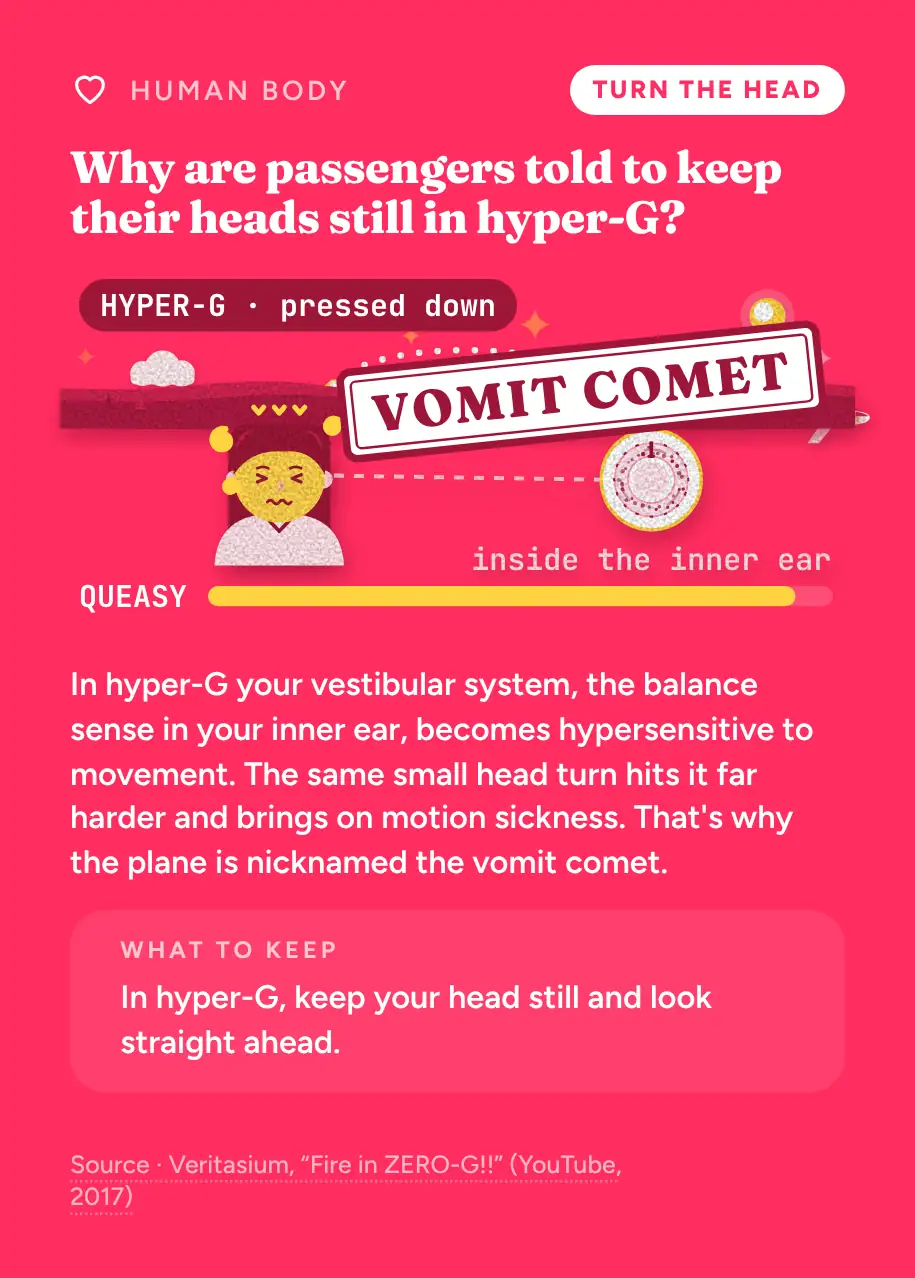 HUMAN BODY
TURN THE HEAD
Why are passengers told to keep
their heads still in hyper-G?
HYPER-G · pressed down
VOMIT COMET
inside the inner ear
QUEASY
In hyper-G your vestibular system, the balance
sense in your inner ear, becomes hypersensitive to
movement. The same small head turn hits it far
harder and brings on motion sickness. That's why
the plane is nicknamed the vomit comet.
WHAT TO KEEP
In hyper-G, keep your head still and look
straight ahead.
Source · Veritasium, “Fire in ZERO-G!!” (YouTube,
2017)